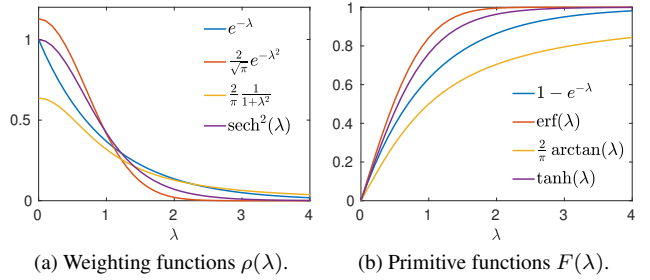 1
0.5
0
0 1 2 3 4
λ
e^{-λ}
\frac{2}{\sqrt{π}} e^{-λ^2}
\frac{2}{π} \frac{1}{1+λ^2}
sech^2(λ)
(a) Weighting functions ρ(λ).
1
0.8
0.6
0.4
0.2
0
0 1 2 3 4
λ
1 − e^{-λ}
erf(λ)
\frac{2}{π} arctan(λ)
tanh(λ)
(b) Primitive functions F(λ).